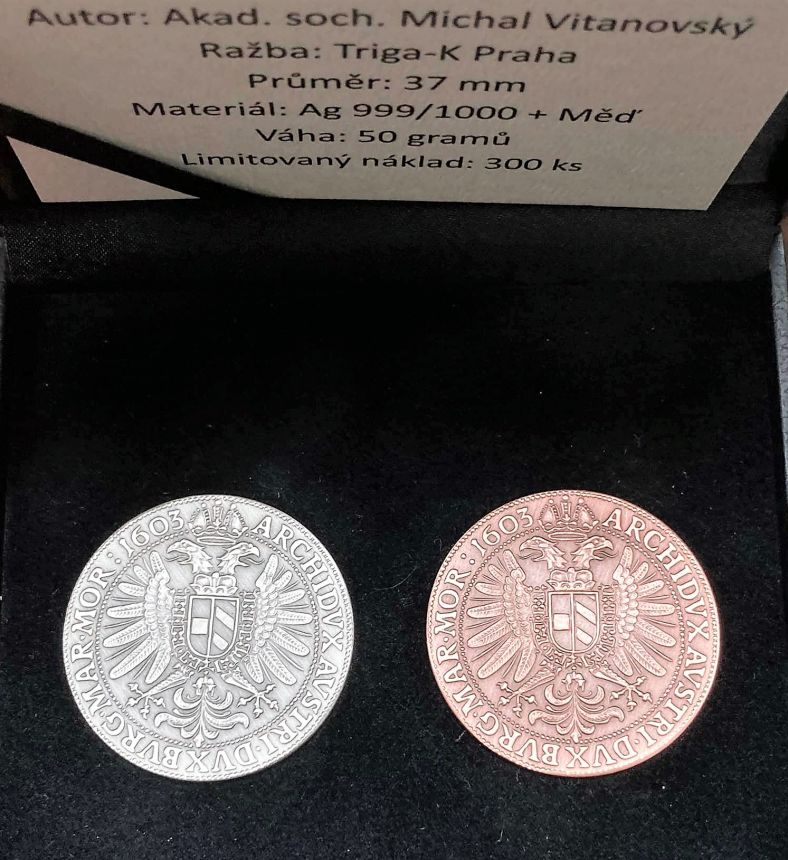 Autor: Akad. soch. Michal Vitanovský
Ražba: Triga-K Praha
Průměr: 37 mm
Materiál: Ag 999/1000 + Měď
Váha: 50 gramů
Limitovaný náklad: 300 ks
ARCHIDVX AVSTRI·DVX BVRG·MAR·MOR:1603
ARCHIDVX AVSTRI·DVX BVRG·MAR·MOR:1603